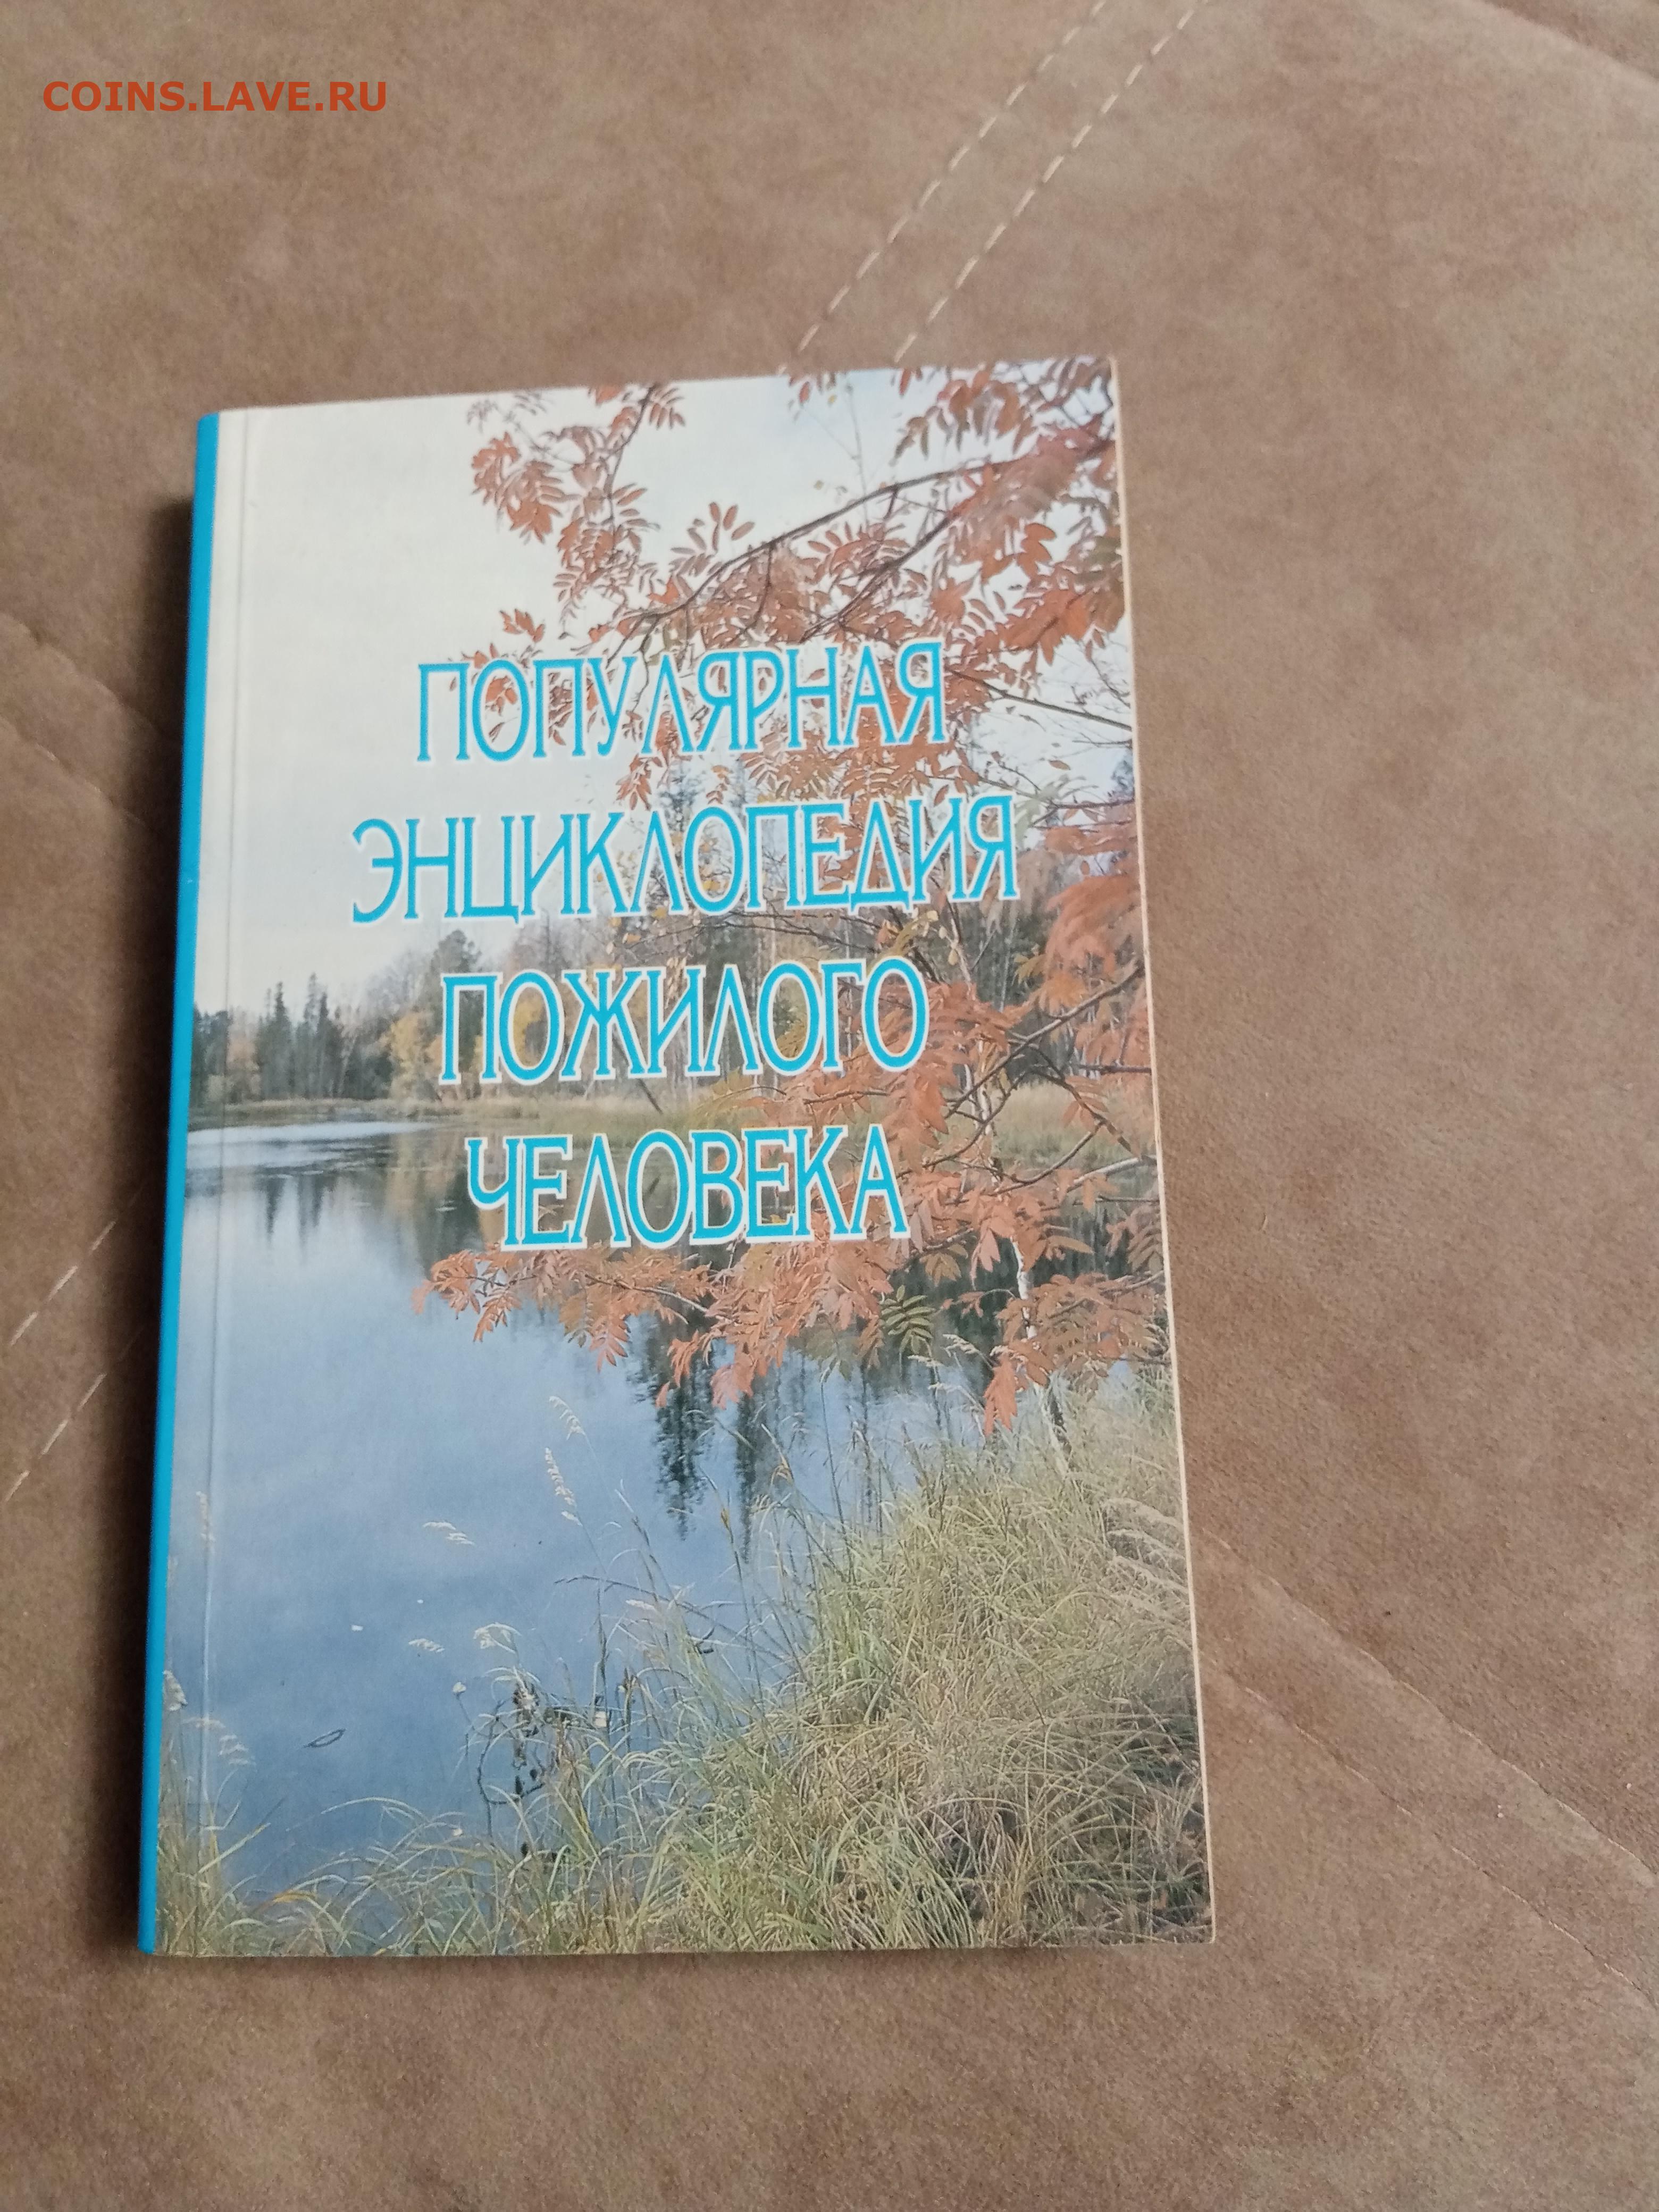 COINS.LAVE.RU
ПОПУЛЯРНАЯ
ЭНЦИКЛОПЕДИЯ
ПОЖИЛОГО
ЧЕЛОВЕКА